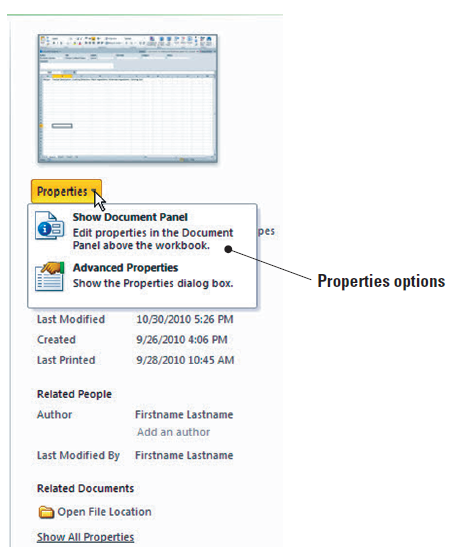 Properties
Show Document Panel
Edit properties in the Document
Panel above the workbook.
pes
Advanced Properties
Show the Properties dialog box.
Properties options
Last Modified 10/30/2010 5:26 PM
Created 9/26/2010 4:06 PM
Last Printed 9/28/2010 10:45 AM
Related People
Author Firstname Lastname
Add an author
Last Modified By Firstname Lastname
Related Documents
Open File Location
Show All Properties